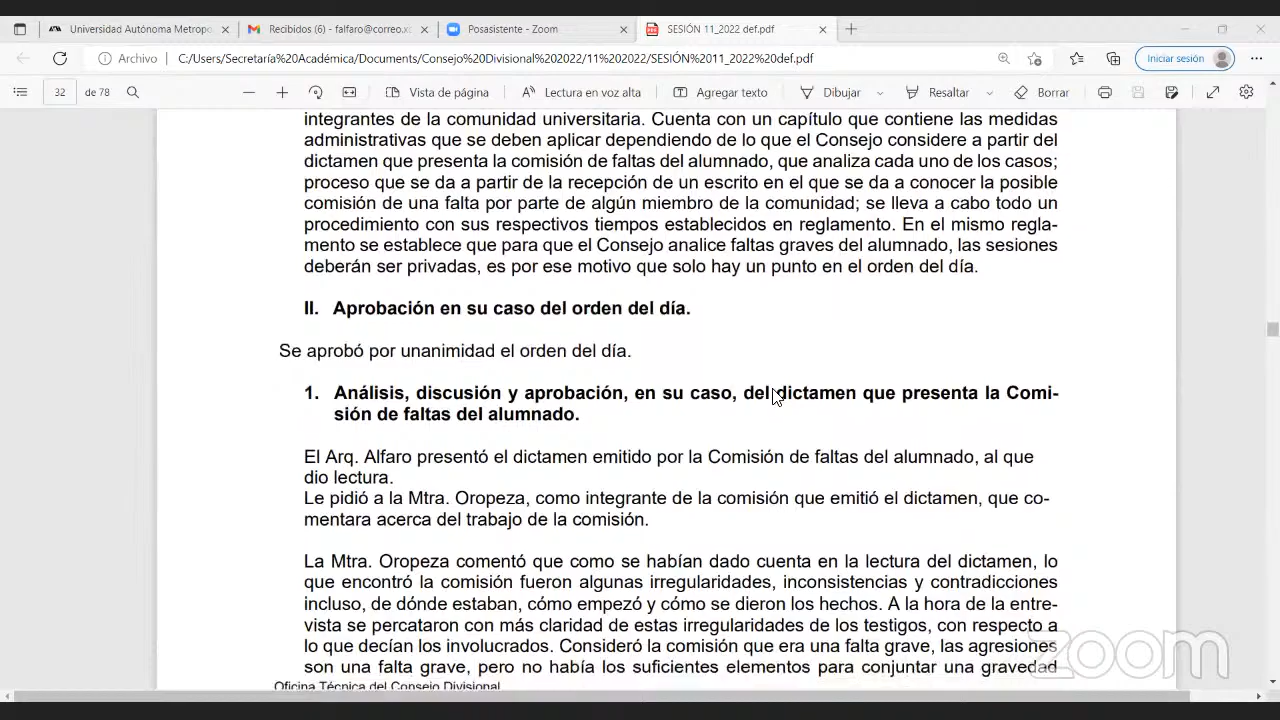 Universidad Autónoma Metropo
Recibidos (6) - falfaro@correo.xo
Posasistente - Zoom
SESIÓN 11_2022 def.pdf
Archivo
C:/Users/Secretaría%20Académica/Documents/Consejo%20Divisional%202022/11%202022/SESIÓN%2011_2022%20def.pdf
Iniciar sesión
32 de 78
Vista de página
Lectura en voz alta
Agregar texto
Dibujar
Resaltar
Borrar
integrantes de la comunidad universitaria. Cuenta con un capítulo que contiene las medidas
administrativas que se deben aplicar dependiendo de lo que el Consejo considere a partir del
dictamen que presenta la comisión de faltas del alumnado, que analiza cada uno de los casos;
proceso que se da a partir de la recepción de un escrito en el que se da a conocer la posible
comisión de una falta por parte de algún miembro de la comunidad; se lleva a cabo todo un
procedimiento con sus respectivos tiempos establecidos en reglamento. En el mismo regla-
mento se establece que para que el Consejo analice faltas graves del alumnado, las sesiones
deberán ser privadas, es por ese motivo que solo hay un punto en el orden del día.
II. Aprobación en su caso del orden del día.
Se aprobó por unanimidad el orden del día.
1. Análisis, discusión y aprobación, en su caso, del dictamen que presenta la Comi-
sión de faltas del alumnado.
El Arq. Alfaro presentó el dictamen emitido por la Comisión de faltas del alumnado, al que
dio lectura.
Le pidió a la Mtra. Oropeza, como integrante de la comisión que emitió el dictamen, que co-
mentara acerca del trabajo de la comisión.
La Mtra. Oropeza comentó que como se habían dado cuenta en la lectura del dictamen, lo
que encontró la comisión fueron algunas irregularidades, inconsistencias y contradicciones
incluso, de dónde estaban, cómo empezó y cómo se dieron los hechos. A la hora de la entre-
vista se percataron con más claridad de estas irregularidades de los testigos, con respecto a
lo que decían los involucrados. Consideró la comisión que era una falta grave, las agresiones
son una falta grave, pero no había los suficientes elementos para conjuntar una gravedad
Oficina Técnica del Consejo Divisional
zoom